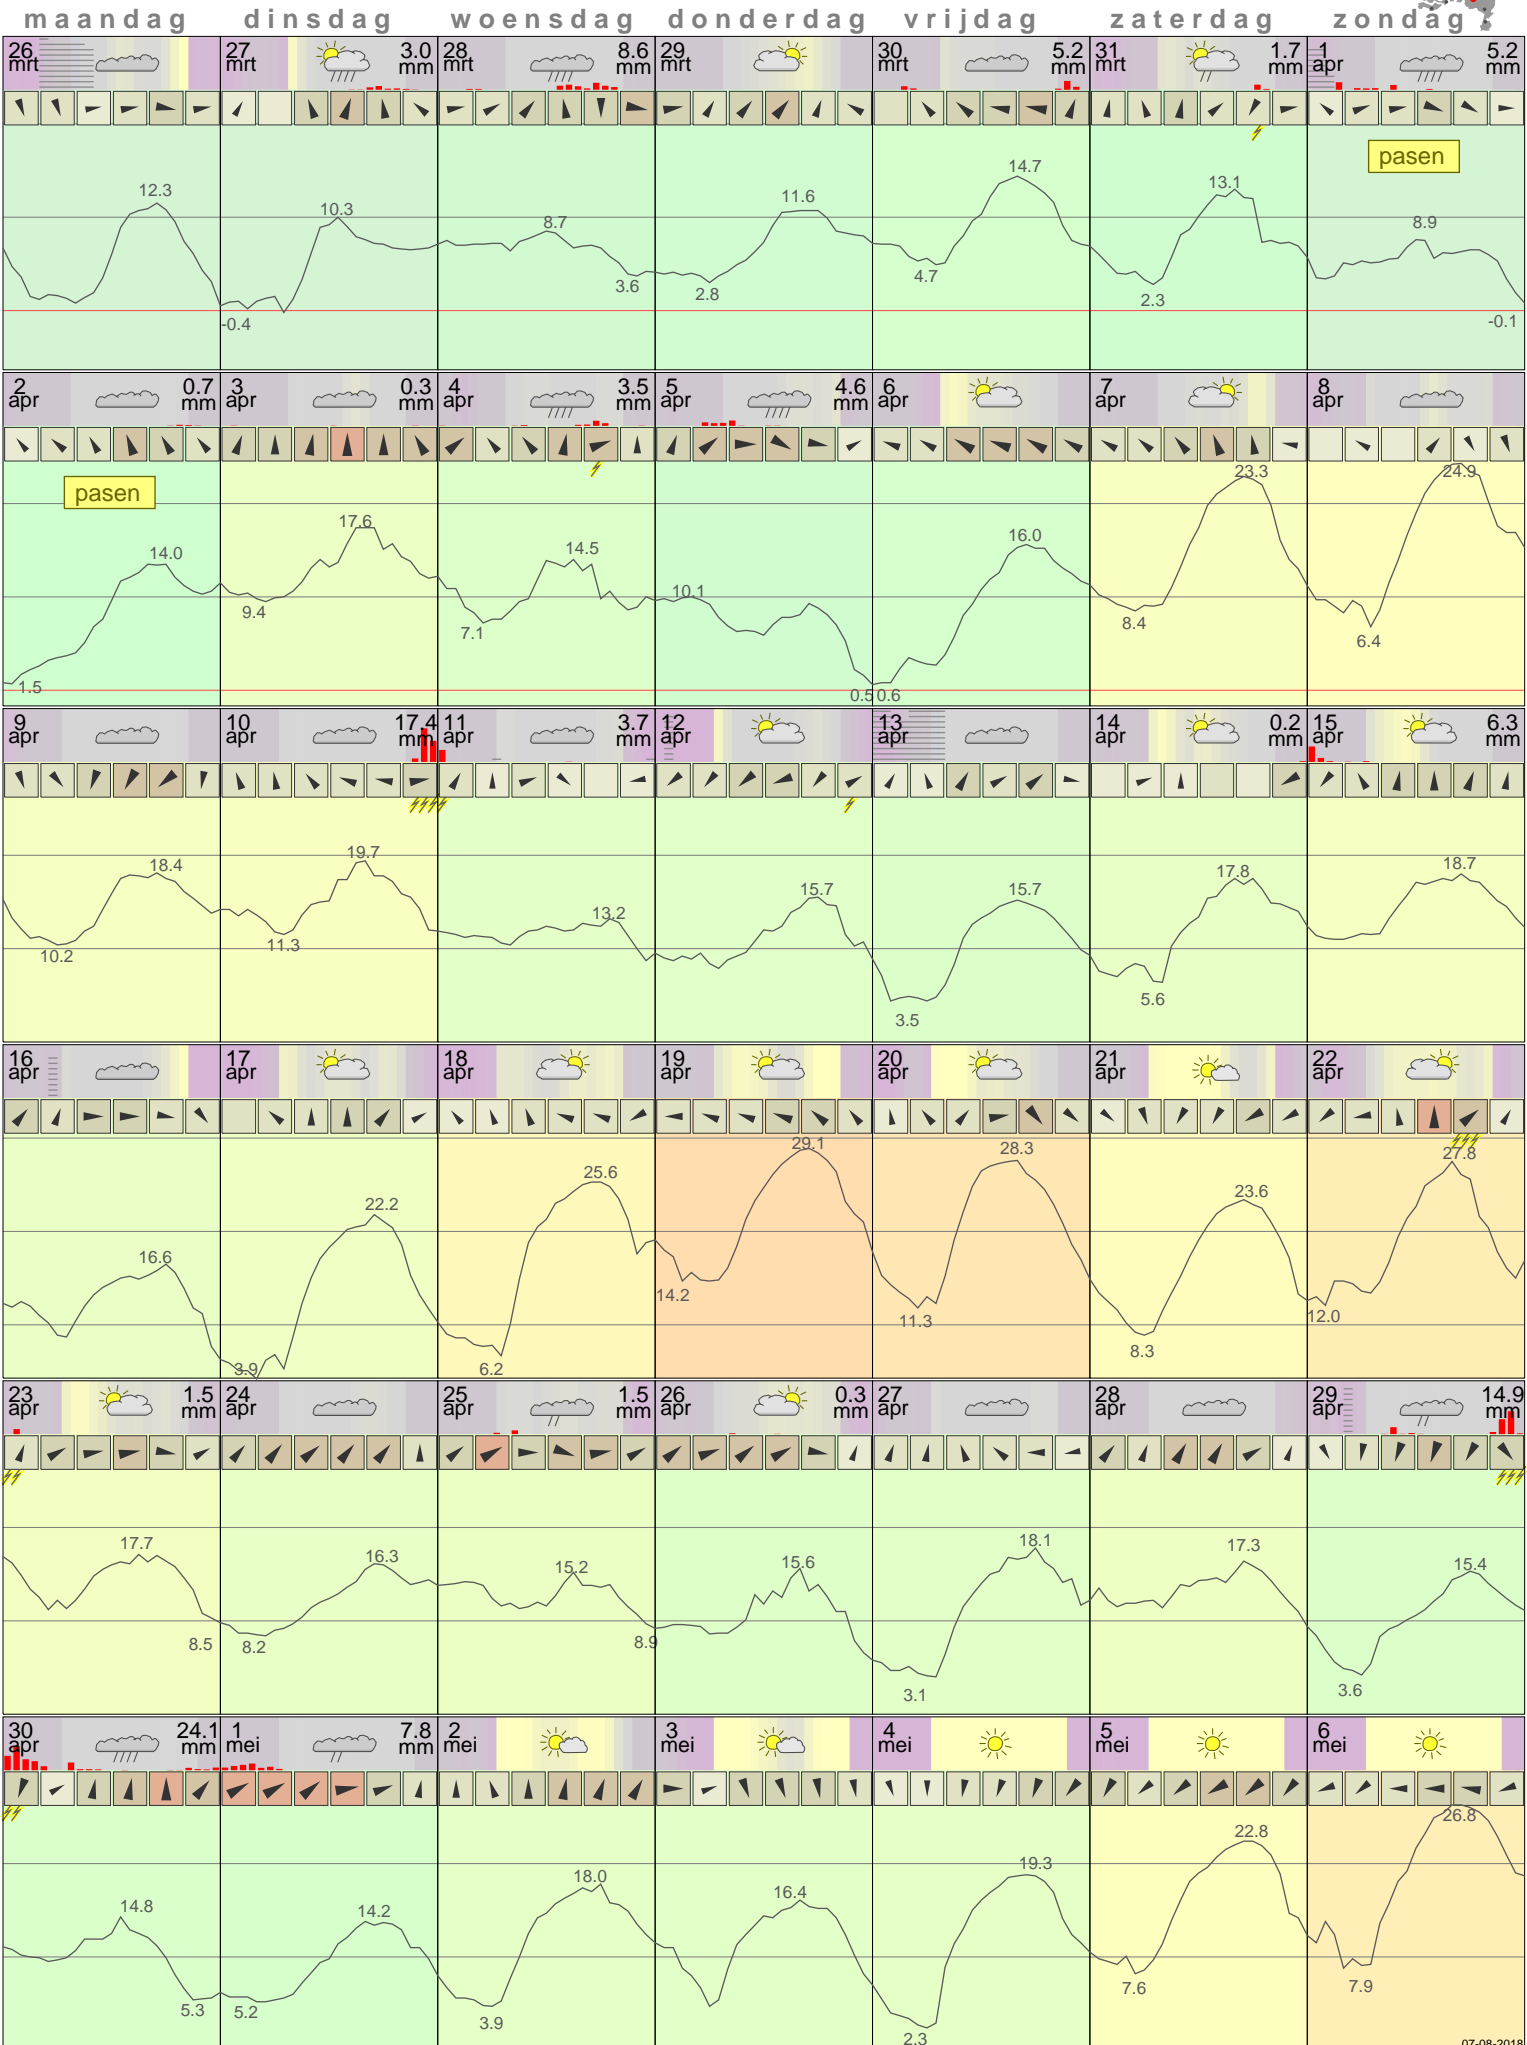 maandag dinsdag woensdag donderdag vrijdag zaterdag zondag
26 mrt 27 mrt 3.0 mm 28 mrt 8.6 mm 29 mrt 30 mrt 5.2 mm 31 mrt 1.7 mm 1 apr 5.2 mm
pasen
12.3 10.3 -0.4 8.7 3.6 11.6 2.8 14.7 4.7 13.1 2.3 8.9 -0.1
2 apr 0.7 mm 3 apr 0.3 mm 4 apr 3.5 mm 5 apr 4.6 mm 6 apr 7 apr 8 apr
pasen
14.0 1.5 17.6 9.4 14.5 7.1 10.1 0.5 0.6 16.0 23.3 8.4 24.9 6.4
9 apr 10 apr 17.4 11 apr 3.7 mm 12 apr 13 apr 14 apr 0.2 mm 15 apr 6.3 mm
18.4 10.2 19.7 11.3 13.2 15.7 15.7 3.5 17.8 5.6 18.7
16 apr 17 apr 18 apr 19 apr 20 apr 21 apr 22 apr
16.6 22.2 3.9 25.6 6.2 29.1 14.2 28.3 11.3 23.6 8.3 27.8 12.0
23 apr 1.5 mm 24 apr 25 apr 1.5 mm 26 apr 0.3 mm 27 apr 28 apr 29 apr 14.9 mm
17.7 8.5 16.3 8.2 15.2 8.9 15.6 18.1 3.1 17.3 15.4 3.6
30 apr 24.1 mm 1 mei 7.8 mm 2 mei 3 mei 4 mei 5 mei 6 mei
14.8 5.3 14.2 5.2 18.0 3.9 16.4 19.3 2.3 22.8 7.6 26.8 7.9
07-08-2018